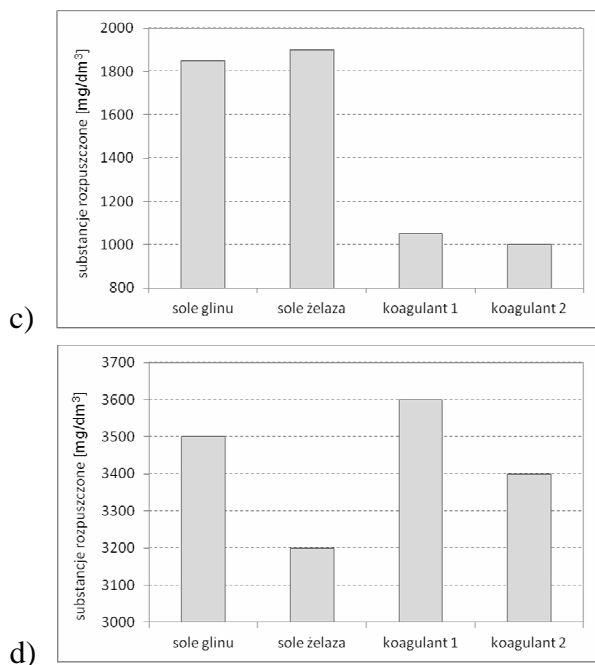 2000
1800
1600
1400
1200
1000
800
substancje rozpuszczone [mg/dm³]
sole glinu sole żelaza koagulant 1 koagulant 2
c)
3700
3600
3500
3400
3300
3200
3100
3000
substancje rozpuszczone [mg/dm³]
sole glinu sole żelaza koagulant 1 koagulant 2
d)